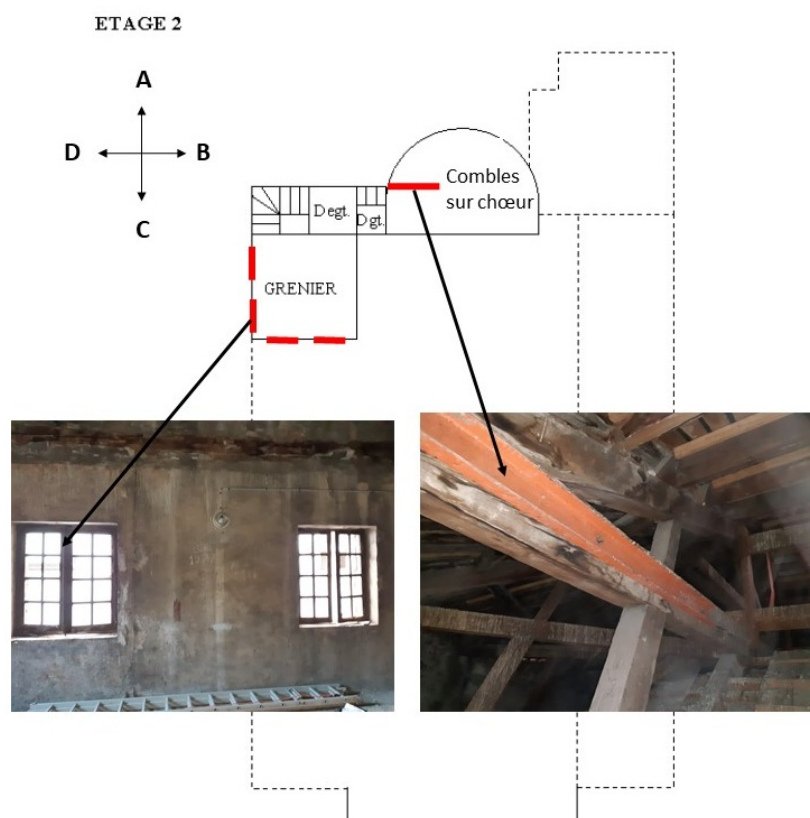 ETAGE 2
A
D
B
C
Degt.
Dgt.
Combles
sur chœur
GRENIER